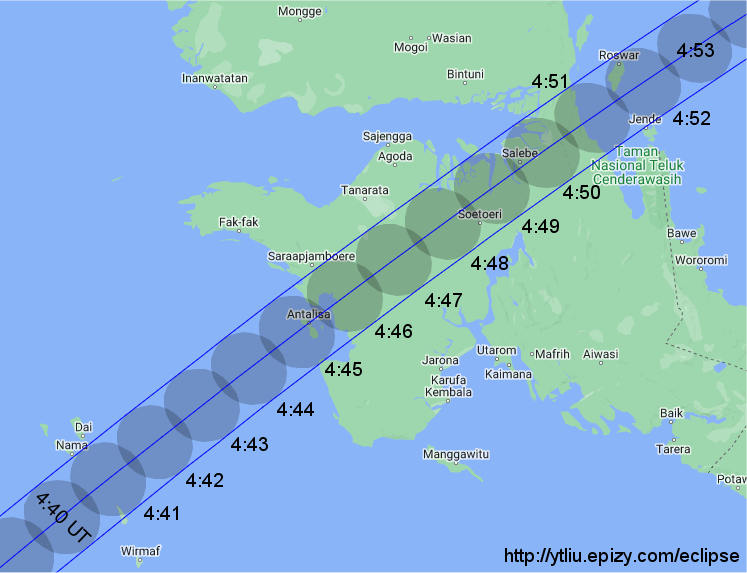 Mongge
Mogoi
Wasian
Inanwatatan
Bintuni
Roswar
4:53
4:51
Jende
4:52
Sajengga
Agoda
Salebe
Taman
Nasional Teluk
Cenderawasih
Tanarata
4:50
Fak-fak
Soetoeri
4:49
Bawe
Saraapjamboere
4:48
Wororomi
4:47
Antalisa
4:46
4:45
Jarona
Utarom
Mafrih
Aiwasi
Karufa
Kaimana
Kembala
4:44
Dai
Nama
4:43
Baik
Manggawitu
Tarera
4:42
Potaw
4:40 UT
4:41
Wirmaf
http://ytliu.epizy.com/eclipse